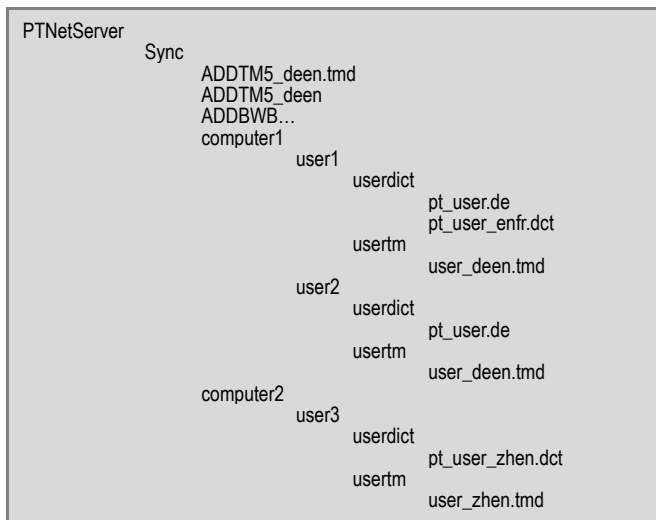 PTNetServer
Sync
ADDTM5_deen.tmd
ADDTM5_deen
ADDBWB…
computer1
user1
userdict
pt_user.de
pt_user_enfr.dct
usertm
user_deen.tmd
user2
userdict
pt_user.de
usertm
user_deen.tmd
computer2
user3
userdict
pt_user_zhen.dct
usertm
user_zhen.tmd